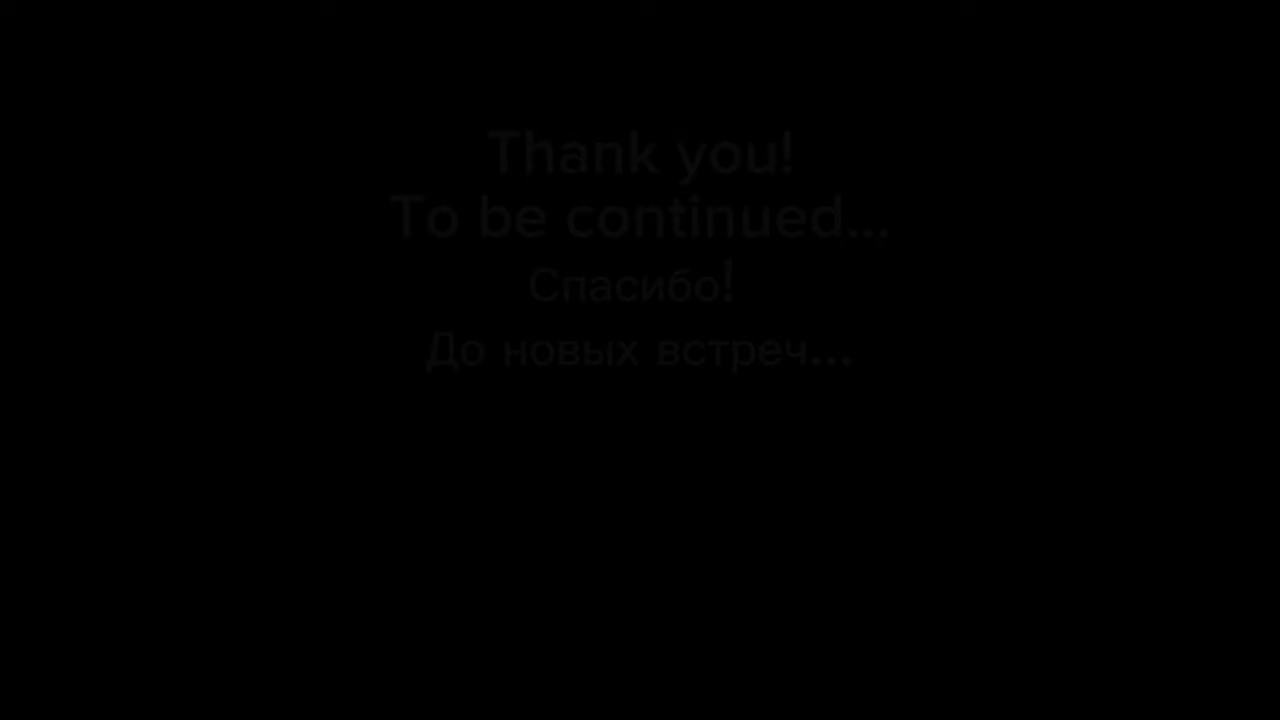 Thank you!
To be continued...
Спасибо!
До новых встреч...